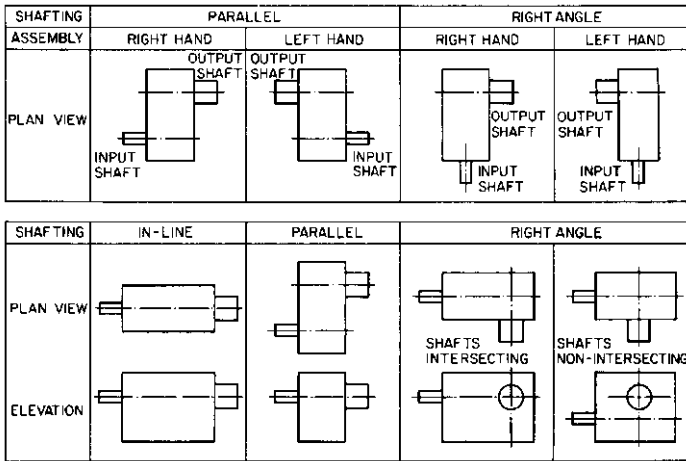 SHAFTING PARALLEL RIGHT ANGLE
ASSEMBLY RIGHT HAND LEFT HAND RIGHT HAND LEFT HAND
PLAN VIEW
OUTPUT
SHAFT
INPUT
SHAFT
OUTPUT
SHAFT
INPUT
SHAFT
OUTPUT
SHAFT
INPUT
SHAFT
OUTPUT
SHAFT
INPUT
SHAFT
SHAFTING IN-LINE PARALLEL RIGHT ANGLE
PLAN VIEW
SHAFTS
INTERSECTING
SHAFTS
NON-INTERSECTING
ELEVATION